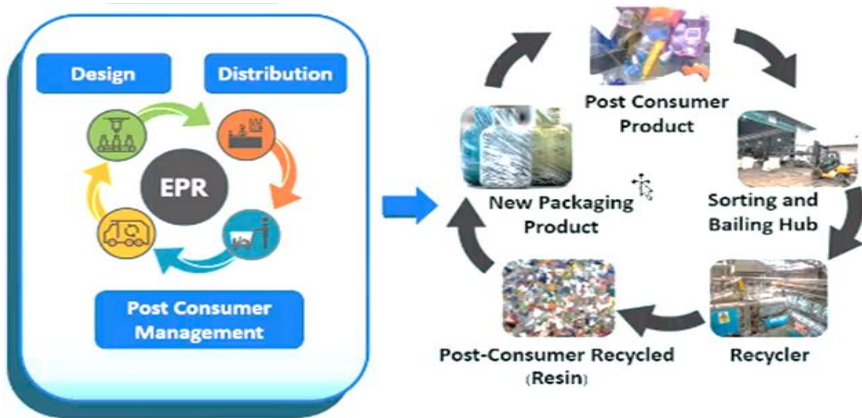 Design
Distribution
EPR
Post Consumer
Management
Post Consumer
Product
Sorting and
Bailing Hub
Recycler
Post-Consumer Recycled
(Resin)
New Packaging
Product